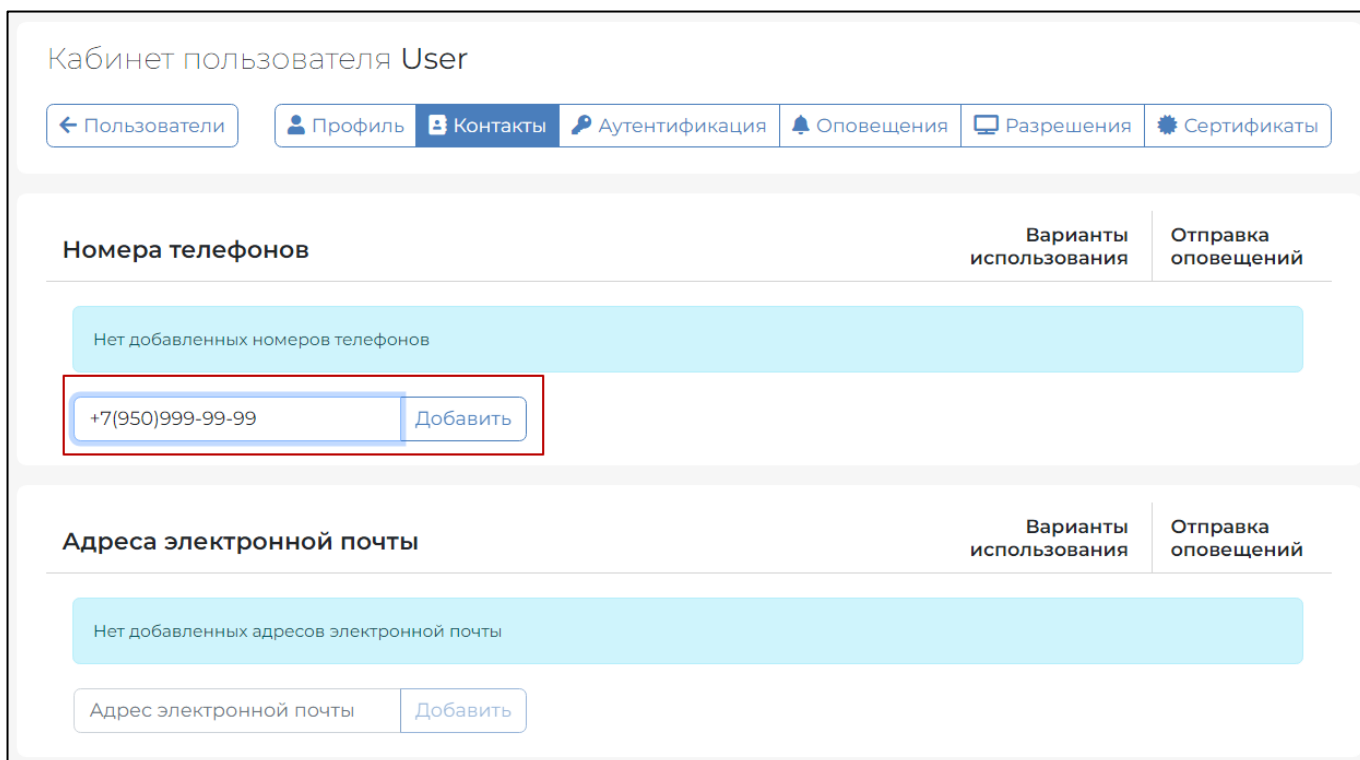 Кабинет пользователя User
Пользователи
Профиль
Контакты
Аутентификация
Оповещения
Разрешения
Сертификаты
Номера телефонов
Варианты
использования
Отправка
оповещений
Нет добавленных номеров телефонов
+7(950)999-99-99
Добавить
Адреса электронной почты
Варианты
использования
Отправка
оповещений
Нет добавленных адресов электронной почты
Адрес электронной почты
Добавить